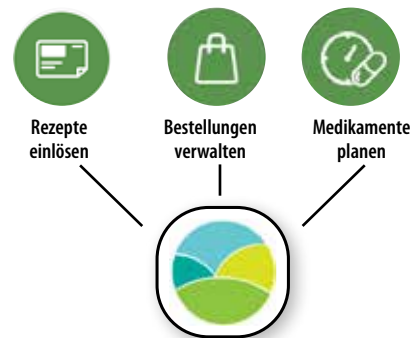 Rezepte
einlösen
Bestellungen
verwalten
Medikamente
planen